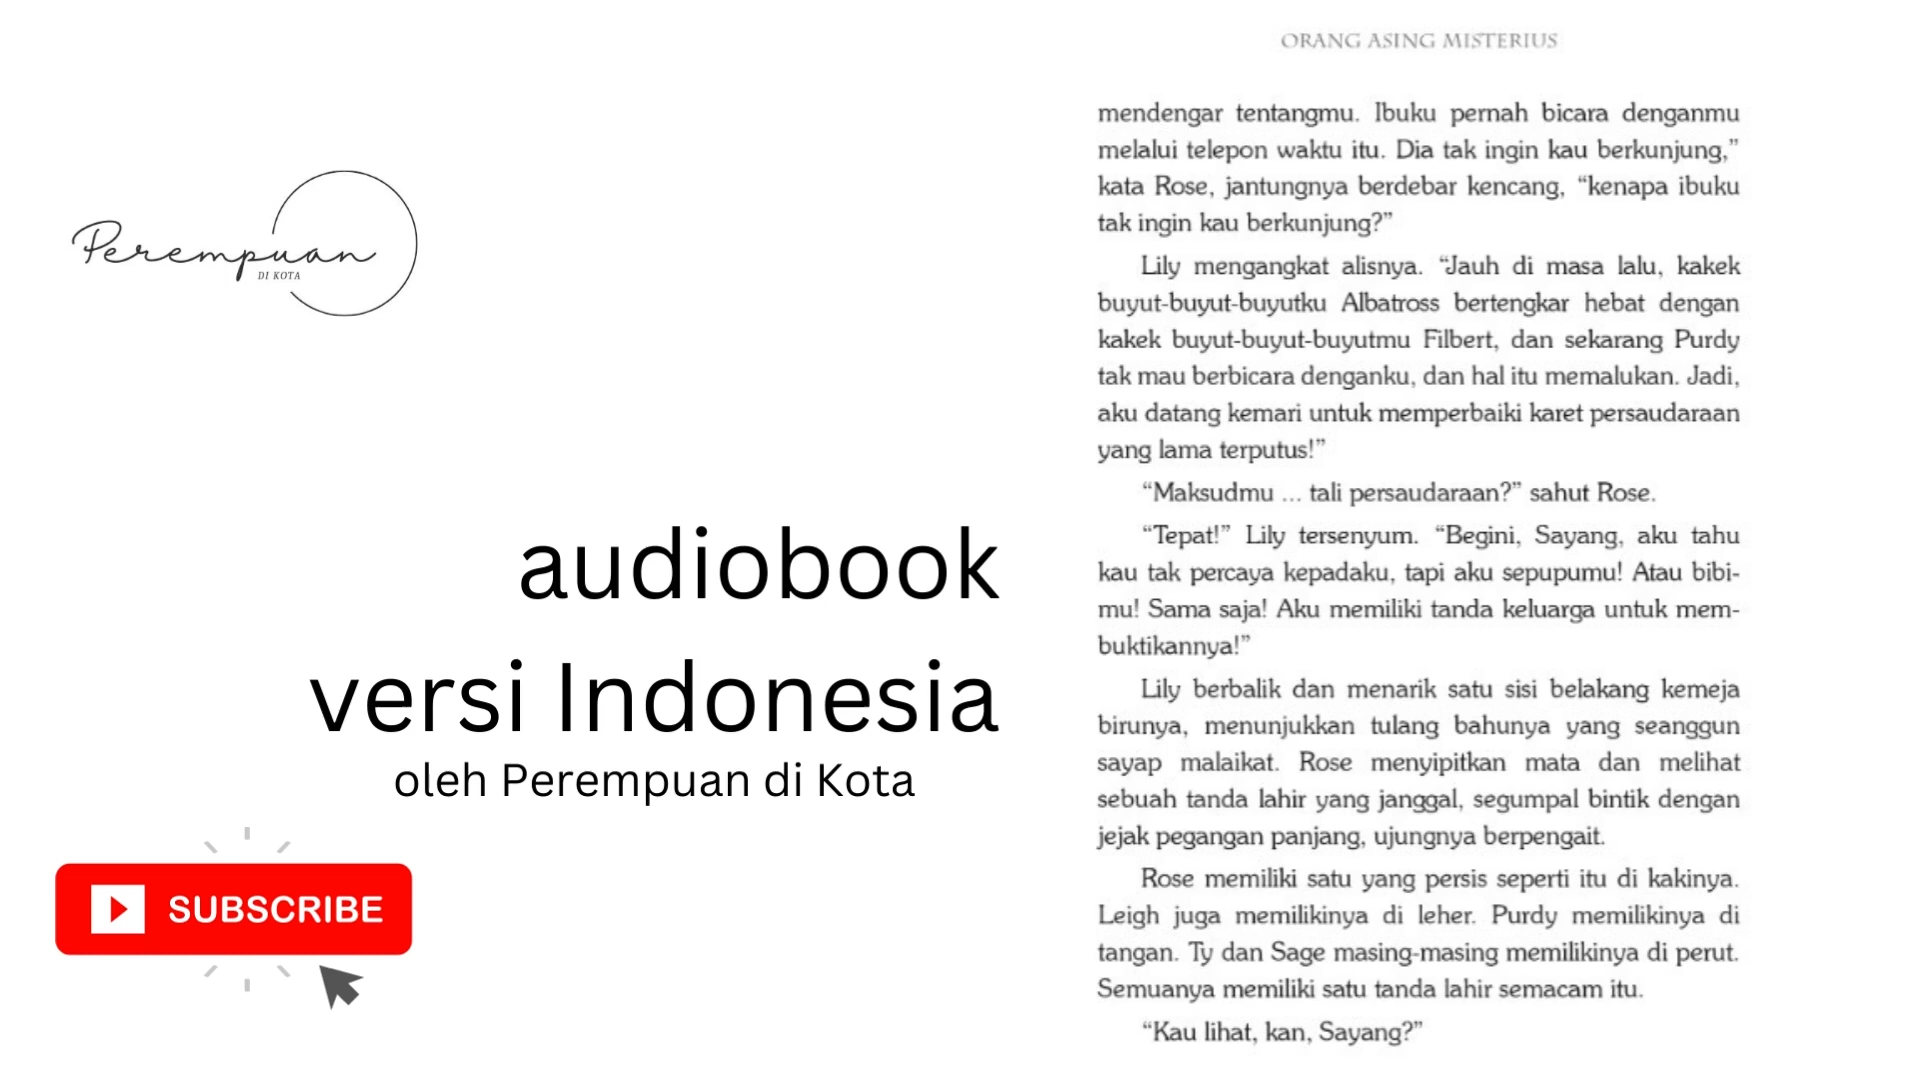 Perempuan
DI KOTA
audiobook
versi Indonesia
oleh Perempuan di Kota
SUBSCRIBE
ORANG ASING MISTERIUS
mendengar tentangmu. Ibuku pernah bicara denganmu
melalui telepon waktu itu. Dia tak ingin kau berkunjung,”
kata Rose, jantungnya berdebar kencang, “kenapa ibuku
tak ingin kau berkunjung?”
Lily mengangkat alisnya. “Jauh di masa lalu, kakek
buyut-buyut-buyutku Albatross bertengkar hebat dengan
kakek buyut-buyut-buyutmu Filbert, dan sekarang Purdy
tak mau berbicara denganku, dan hal itu memalukan. Jadi,
aku datang kemari untuk memperbaiki karet persaudaraan
yang lama terputus!”
“Maksudmu ... tali persaudaraan?” sahut Rose.
“Tepat!” Lily tersenyum. “Begini, Sayang, aku tahu
kau tak percaya kepadaku, tapi aku sepupumu! Atau bibi-
mu! Sama saja! Aku memiliki tanda keluarga untuk mem-
buktikannya!”
Lily berbalik dan menarik satu sisi belakang kemeja
birunya, menunjukkan tulang bahunya yang seanggun
sayap malaikat. Rose menyipitkan mata dan melihat
sebuah tanda lahir yang janggal, segumpal bintik dengan
jejak pegangan panjang, ujungnya berpengait.
Rose memiliki satu yang persis seperti itu di kakinya.
Leigh juga memilikinya di leher. Purdy memilikinya di
tangan. Ty dan Sage masing-masing memilikinya di perut.
Semuanya memiliki satu tanda lahir semacam itu.
“Kau lihat, kan, Sayang?”